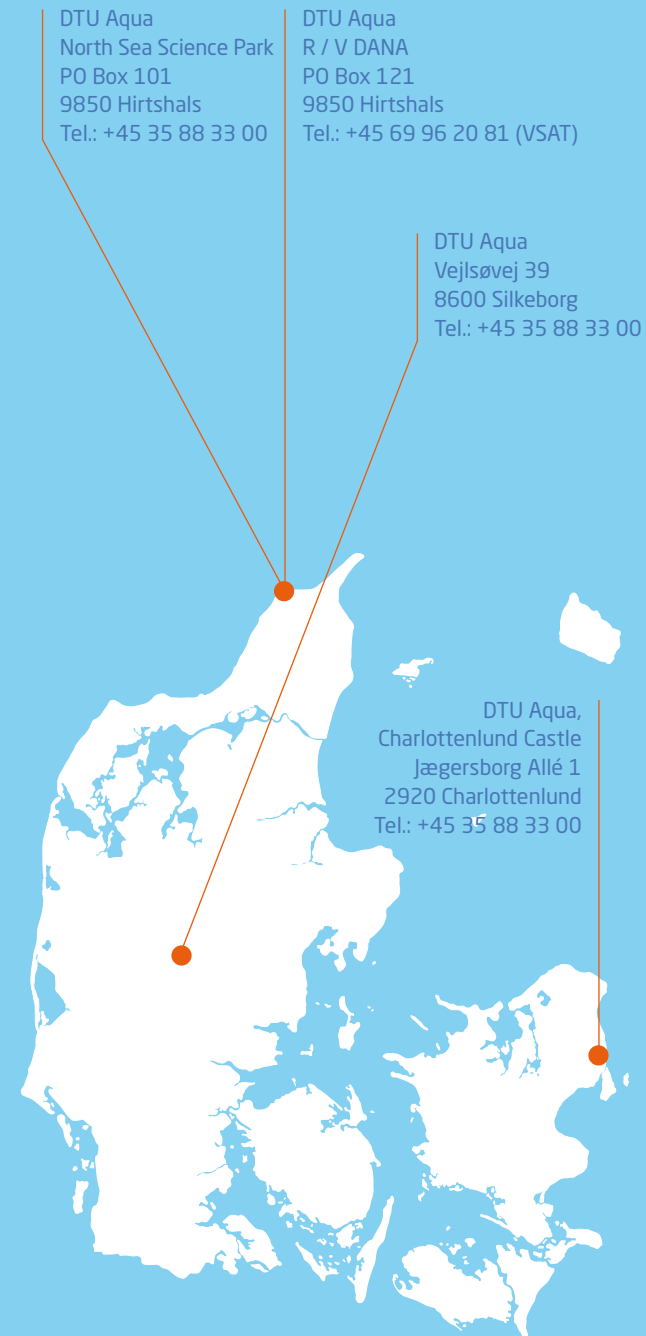 DTU Aqua
North Sea Science Park
PO Box 101
9850 Hirtshals
Tel.: +45 35 88 33 00
DTU Aqua
R / V DANA
PO Box 121
9850 Hirtshals
Tel.: +45 69 96 20 81 (VSAT)
DTU Aqua
Vejlsøvej 39
8600 Silkeborg
Tel.: +45 35 88 33 00
DTU Aqua,
Charlottenlund Castle
Jægersborg Allé 1
2920 Charlottenlund
Tel.: +45 35 88 33 00